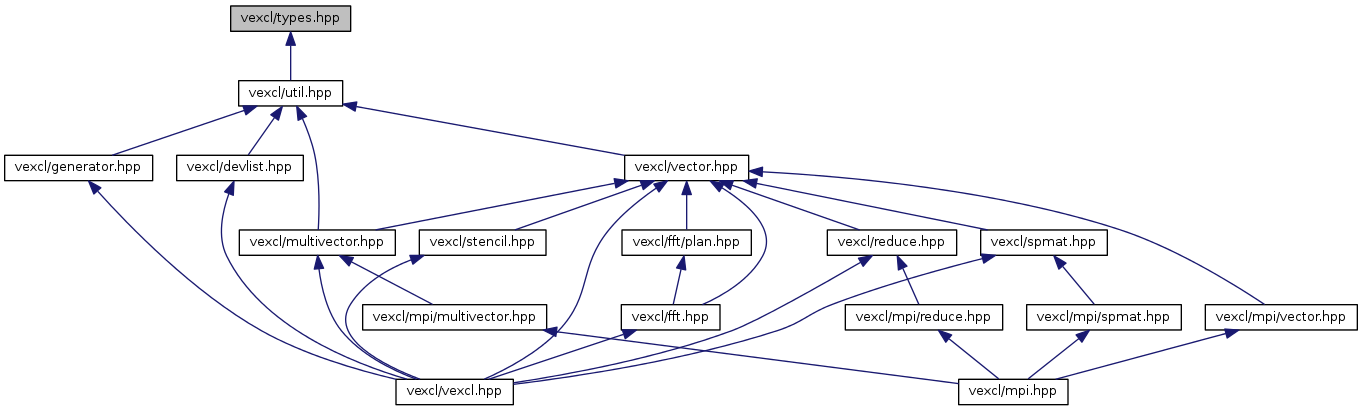 vexcl/types.hpp
vexcl/util.hpp
vexcl/generator.hpp
vexcl/devlist.hpp
vexcl/vector.hpp
vexcl/multivector.hpp
vexcl/stencil.hpp
vexcl/fft/plan.hpp
vexcl/reduce.hpp
vexcl/spmat.hpp
vexcl/mpi/multivector.hpp
vexcl/fft.hpp
vexcl/mpi/reduce.hpp
vexcl/mpi/spmat.hpp
vexcl/mpi/vector.hpp
vexcl/vexcl.hpp
vexcl/mpi.hpp